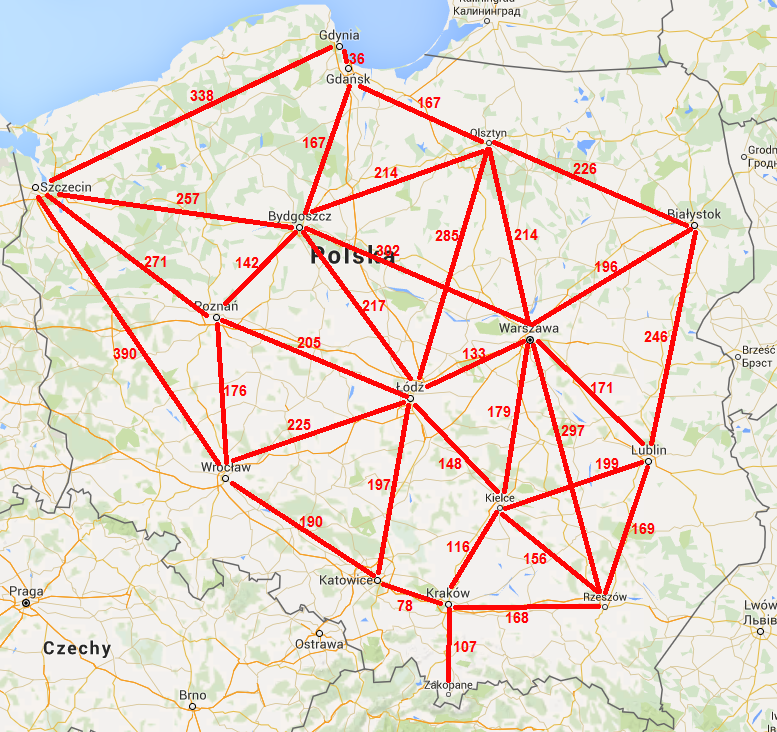 Калининград
Калининград
Gdynia
36
Gdańsk
338
167
167
Olsztyn
Grodn
Гродн
214
226
Szczecin
257
Bydgoszcz
Białystok
302
285
214
Polska
271
142
196
217
Poznań
Warszawa
246
205
133
Brześć
Брэст
390
171
Łódź
176
179
225
297
Lublin
148
199
Wrocław
197
Kielce
190
169
116
156
Katowice
Praga
Kraków
Rzeszów
78
168
Lwów
Львів
Ostrawa
107
Czechy
Zakopane
Brno